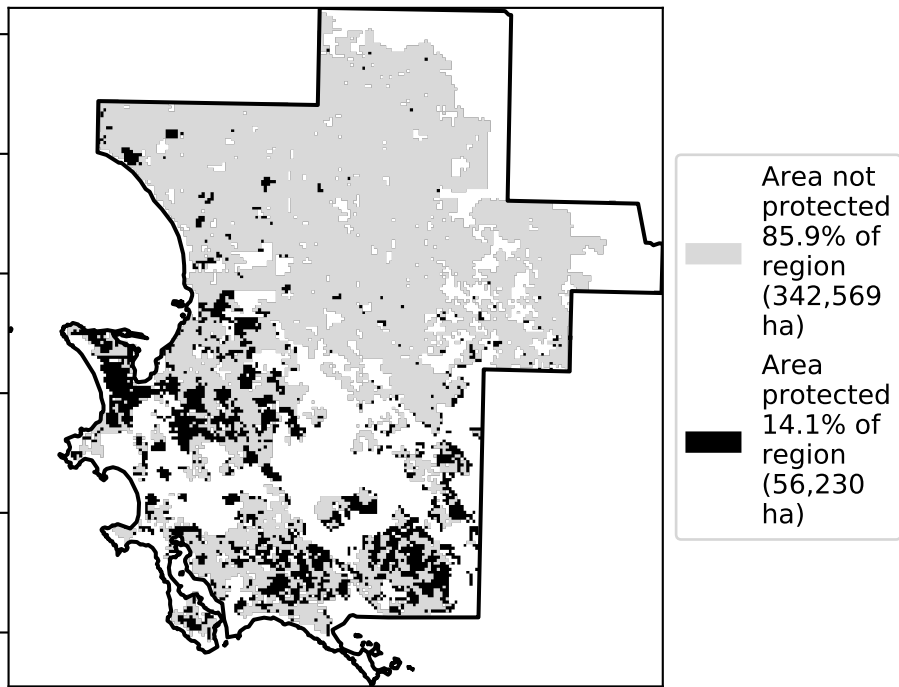 Area not
protected
85.9% of
region
(342,569
ha)
Area
protected
14.1% of
region
(56,230
ha)